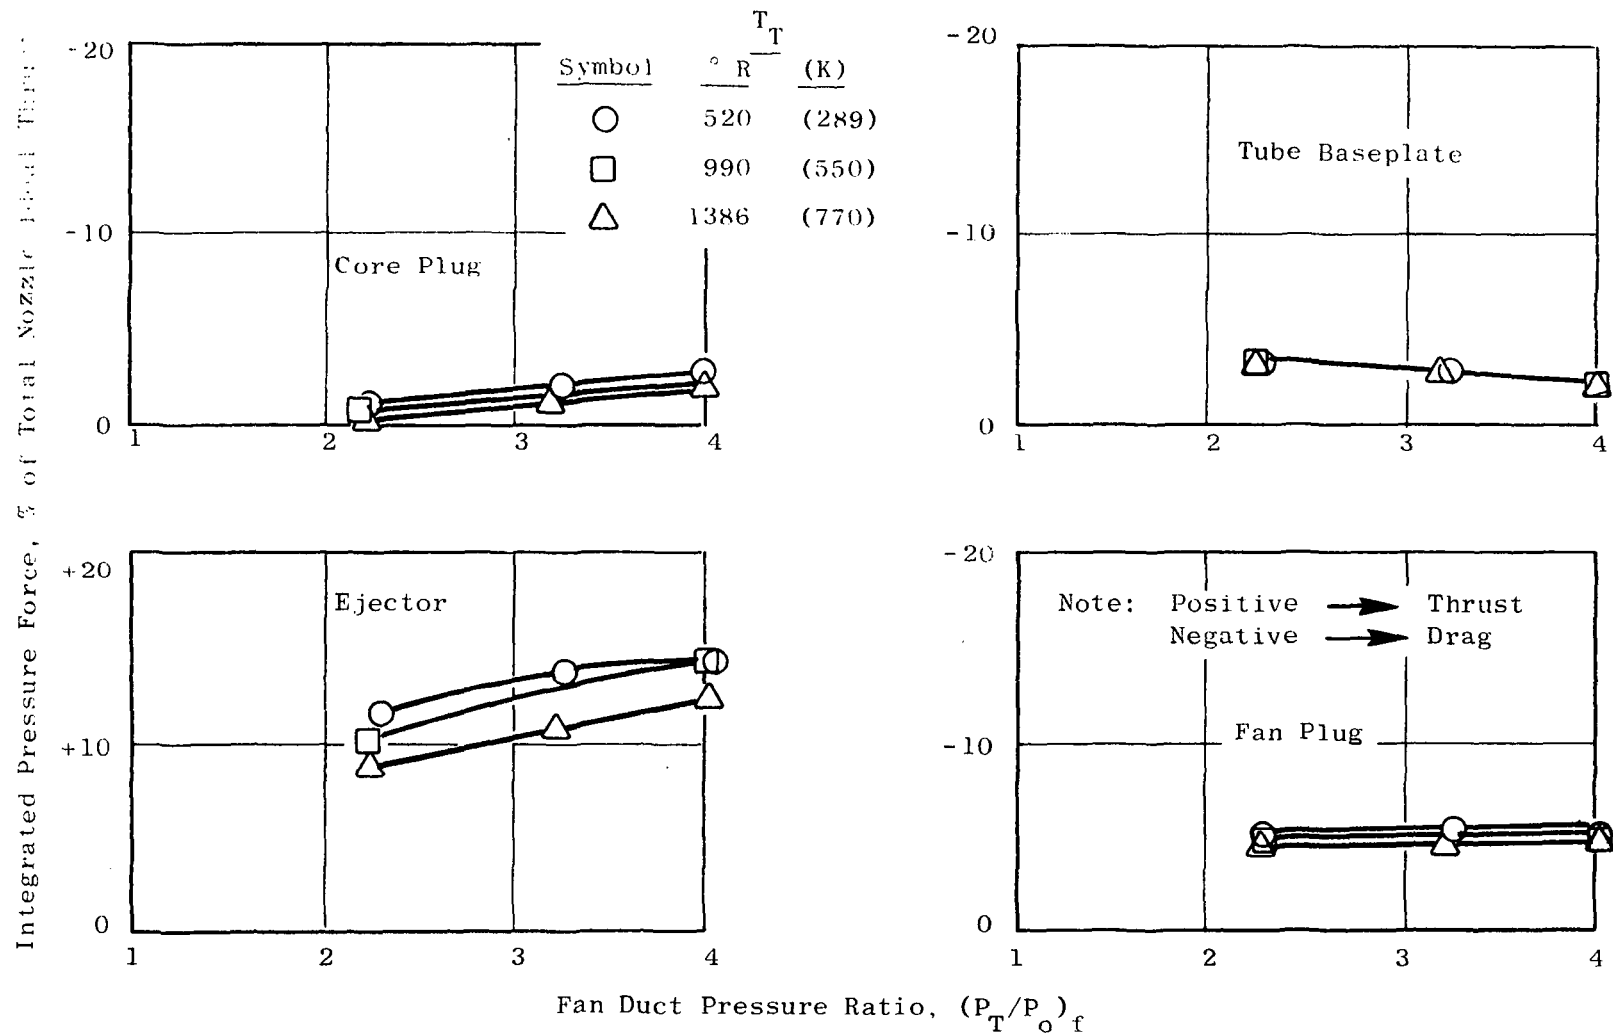 Integrated Pressure Force, % of Total Nozzle Ideal
T_T
Symbol ° R (K)
520 (289)
990 (550)
1386 (770)
-20
-10
0
Core Plug
1 2 3 4
-20
-10
0
Tube Baseplate
1 2 3 4
+20
+10
0
Ejector
1 2 3 4
-20
-10
0
Note: Positive → Thrust
Negative → Drag
Fan Plug
1 2 3 4
Fan Duct Pressure Ratio, (P_T/P_o)_f